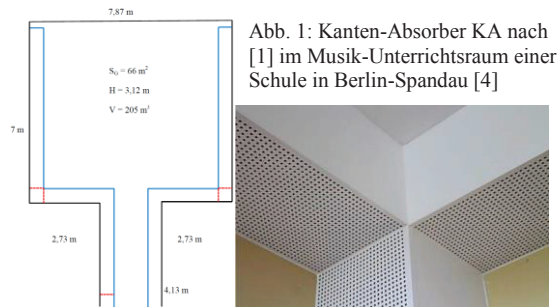 7,87 m
Abb. 1: Kanten-Absorber KA nach
[1] im Musik-Unterrichtsraum einer
Schule in Berlin-Spandau [4]
S_G = 66 m²
H = 3,12 m
V = 205 m³
7 m
2,73 m
2,73 m
4,13 m